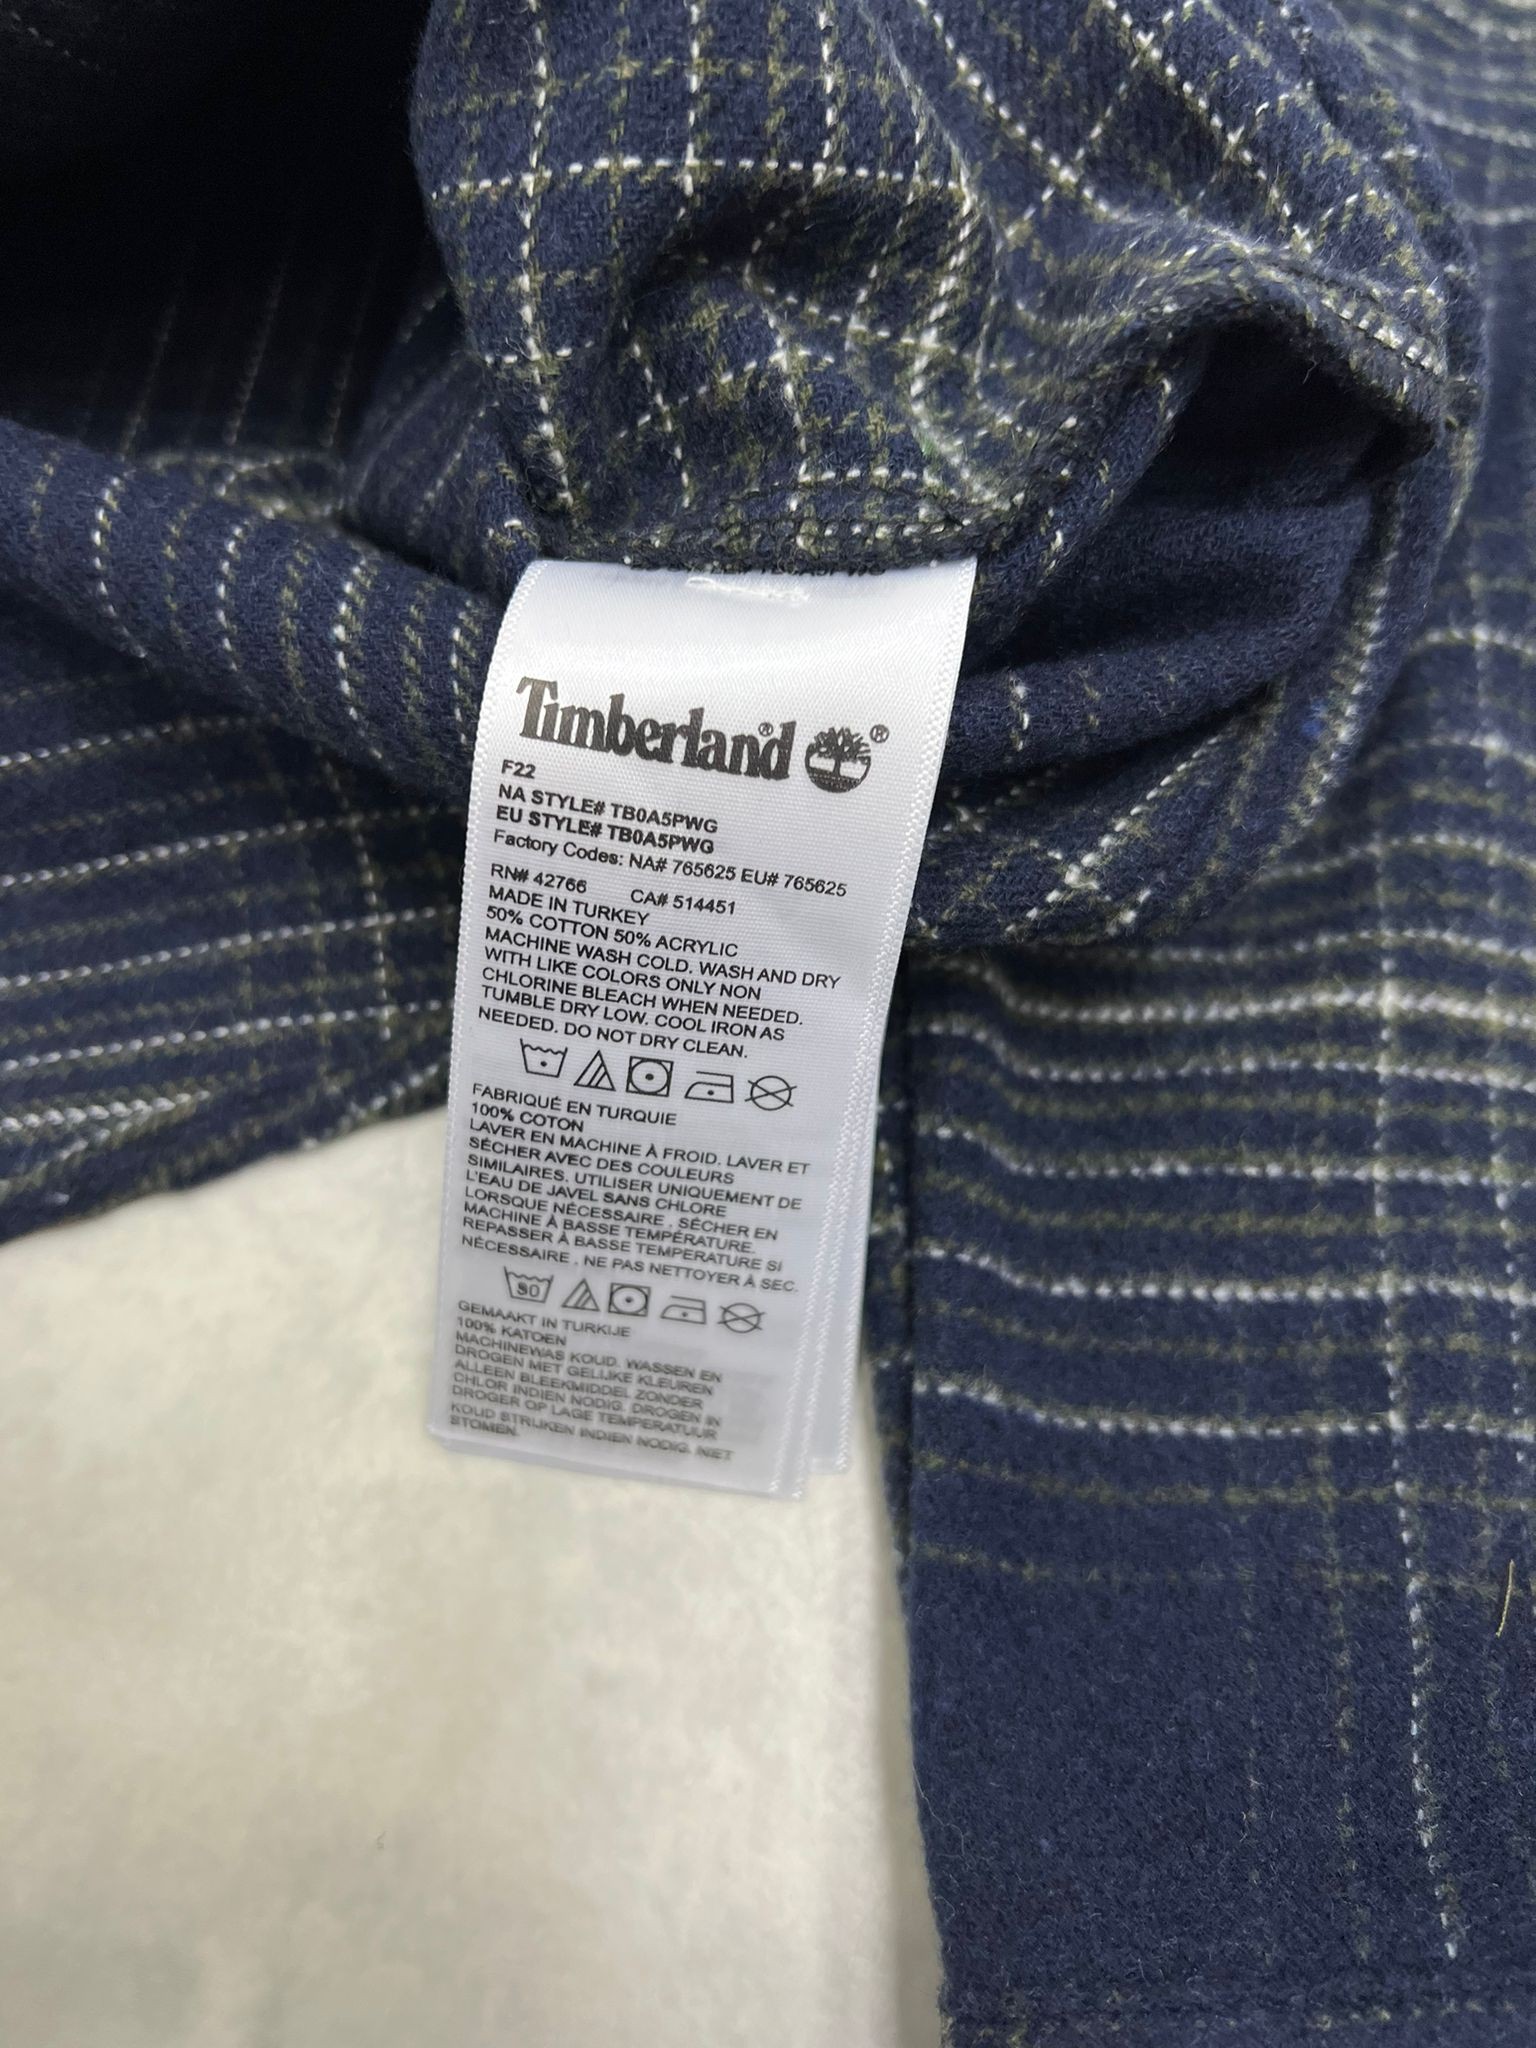 Timberland®
®
F22
NA STYLE# TB0A5PWG
EU STYLE# TB0A5PWG
Factory Codes: NA# 765625 EU# 765625
RN# 42766 CA# 514451
MADE IN TURKEY
50% COTTON 50% ACRYLIC
MACHINE WASH COLD. WASH AND DRY
WITH LIKE COLORS ONLY NON
CHLORINE BLEACH WHEN NEEDED.
TUMBLE DRY LOW. COOL IRON AS
NEEDED. DO NOT DRY CLEAN.
FABRIQUÉ EN TURQUIE
100% COTON
LAVER EN MACHINE À FROID. LAVER ET
SÉCHER AVEC DES COULEURS
SIMILAIRES. UTILISER UNIQUEMENT DE
L'EAU DE JAVEL SANS CHLORE
LORSQUE NÉCESSAIRE . SÉCHER EN
MACHINE À BASSE TEMPÉRATURE.
REPASSER À BASSE TEMPERATURE SI
NÉCESSAIRE . NE PAS NETTOYER À SEC.
GEMAAKT IN TURKIJE
100% KATOEN
MACHINEWAS KOUD. WASSEN EN
DROGEN MET GELIJKE KLEUREN
ALLEEN BLEEKMIDDEL ZONDER
CHLOR INDIEN NODIG. DROGEN IN
DROGER OP LAGE TEMPERATUUR
KOUD STRIJKEN INDIEN NODIG. NIET
STOMEN.